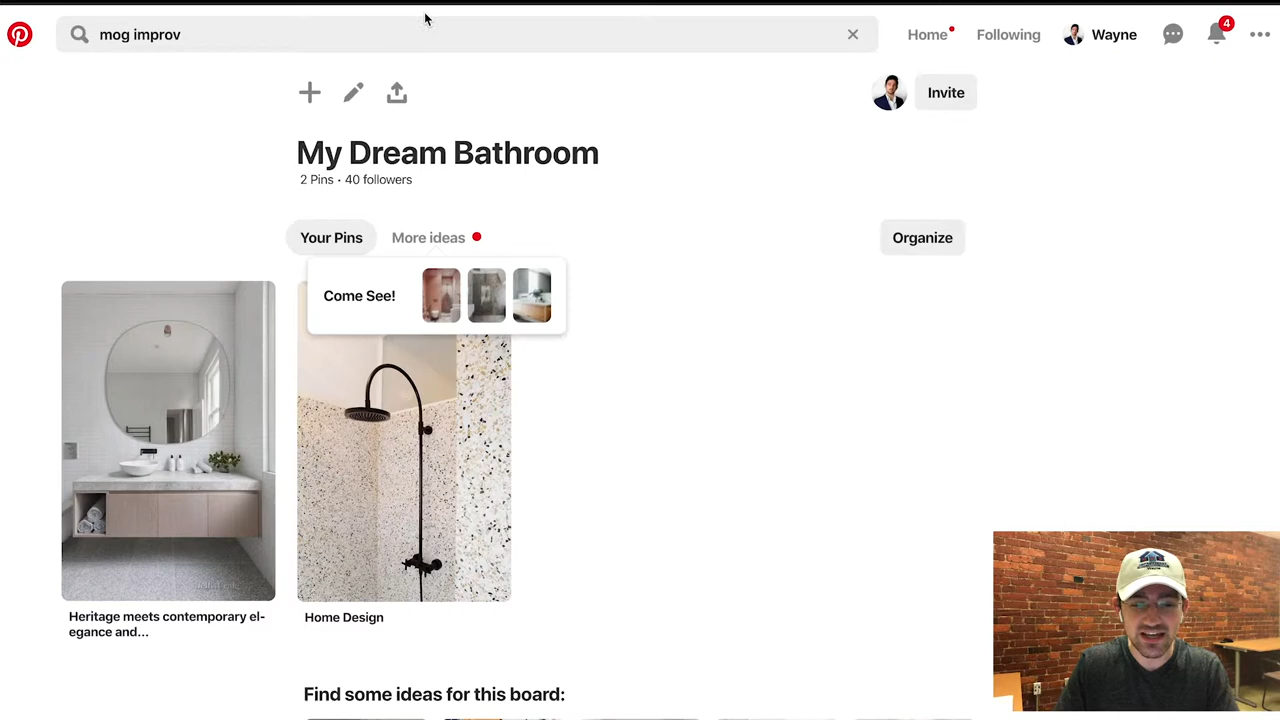 mog improv
Home
Following
Wayne
4
Invite
My Dream Bathroom
2 Pins · 40 followers
Your Pins
More ideas
Organize
Come See!
Heritage meets contemporary el-
egance and...
Home Design
Find some ideas for this board: